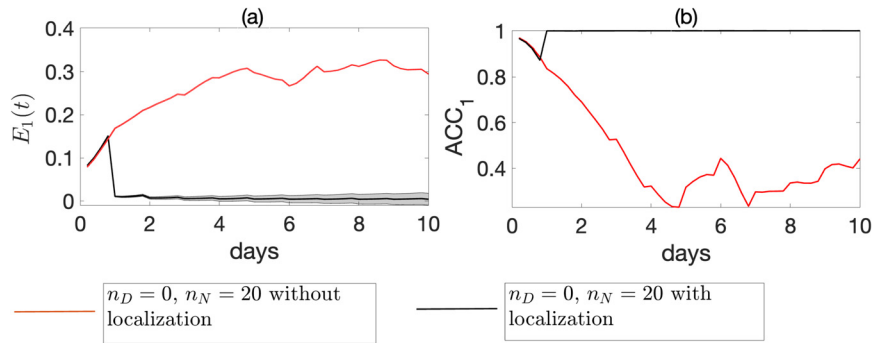 (a)
(b)
E₁(t)
0.4
0.3
0.2
0.1
0
0
2
4
6
8
10
days
ACC₁
1
0.8
0.6
0.4
0
2
4
6
8
10
days
n_D = 0, n_N = 20 without
localization
n_D = 0, n_N = 20 with
localization